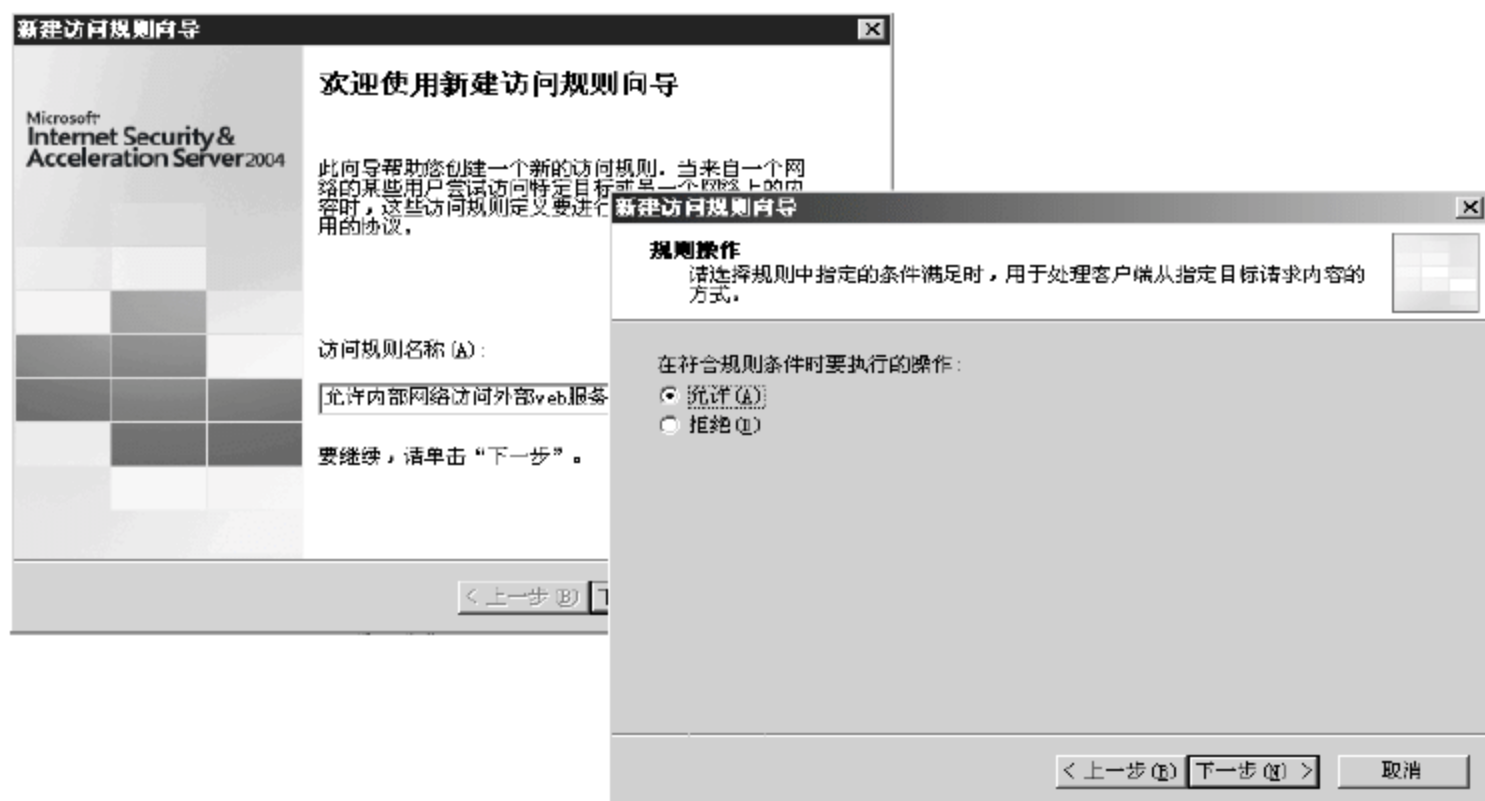 新建访问规则向导
Microsoft
Internet Security &
Acceleration Server 2004
欢迎使用新建访问规则向导
此向导帮助您创建一个新的访问规则。当来自一个网
络的某些用户尝试访问特定目标或另一个网络上的内
容时，这些访问规则定义要进行
用的协议。
访问规则名称(A):
允许内部网络访问外部web服务
要继续，请单击“下一步”。
< 上一步(B)
新建访问规则向导
规则操作
请选择规则中指定的条件满足时，用于处理客户端从指定目标请求内容的
方式。
在符合规则条件时要执行的操作:
允许(A)
拒绝(D)
< 上一步(B)
下一步(N) >
取消